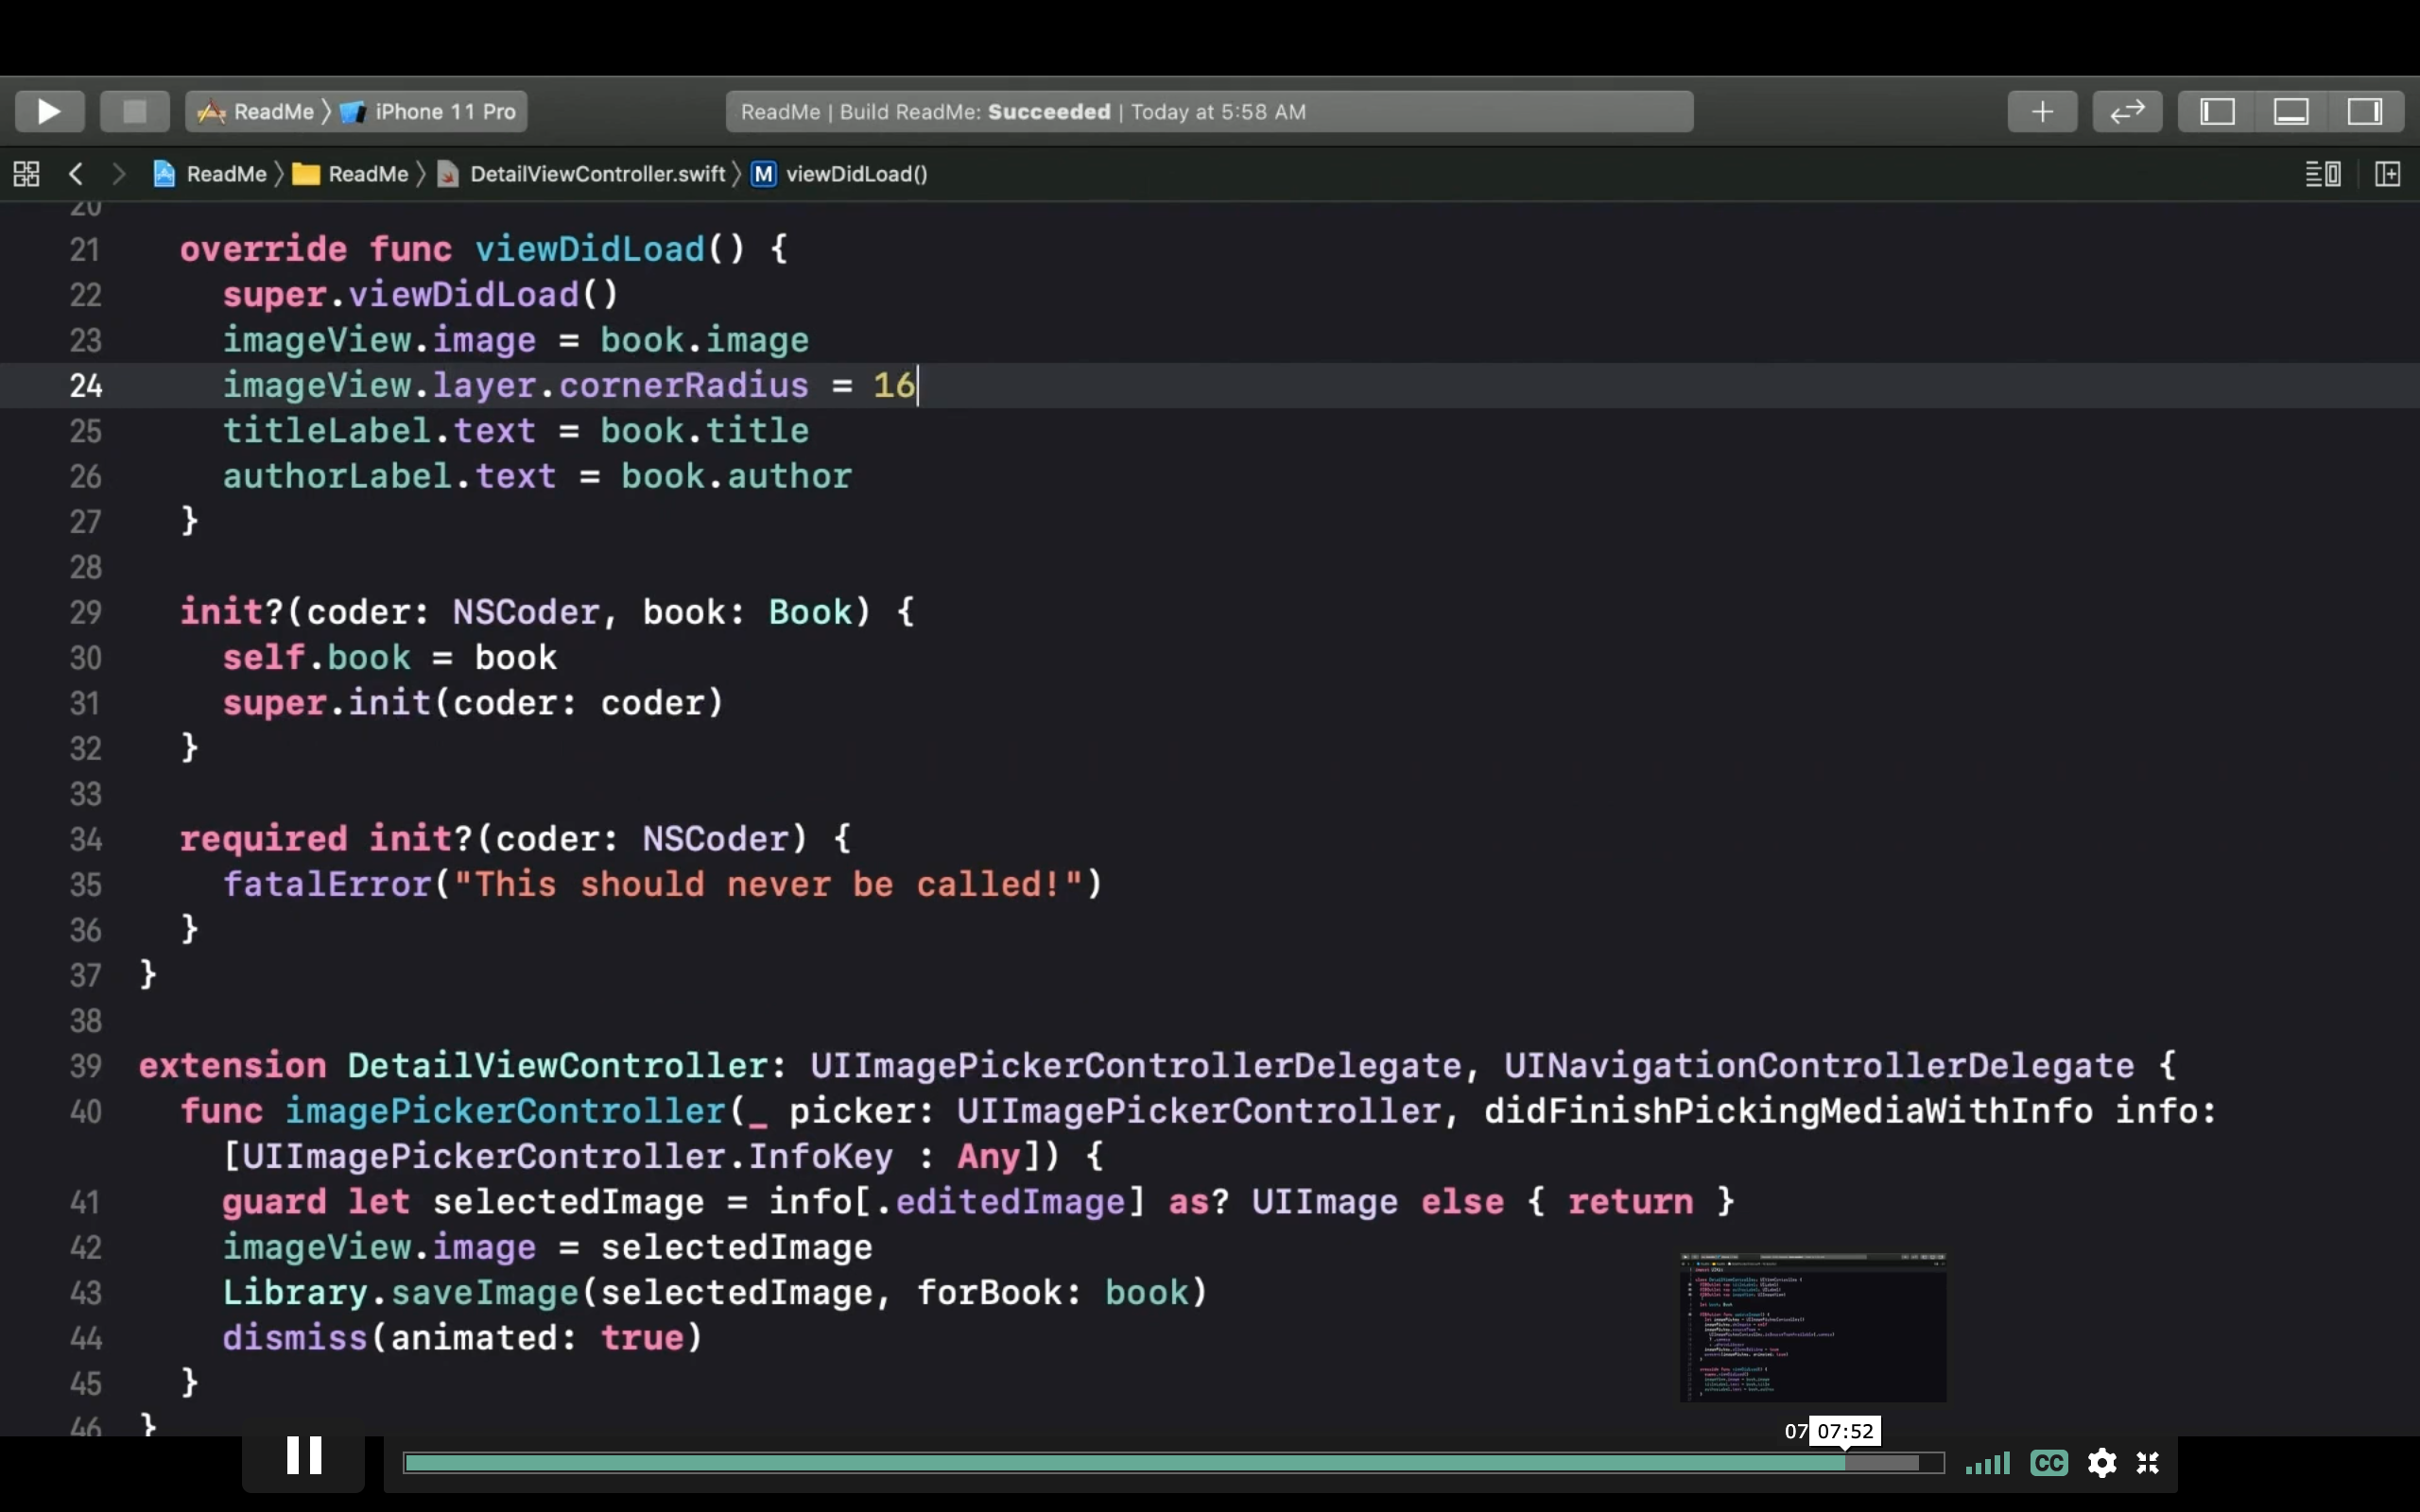 ReadMe 〉 iPhone 11 Pro
ReadMe | Build ReadMe: Succeeded | Today at 5:58 AM
ReadMe 〉 ReadMe 〉 DetailViewController.swift 〉 M viewDidLoad()
20
21 override func viewDidLoad() {
22 super.viewDidLoad()
23 imageView.image = book.image
24 imageView.layer.cornerRadius = 16
25 titleLabel.text = book.title
26 authorLabel.text = book.author
27 }
28
29 init?(coder: NSCoder, book: Book) {
30 self.book = book
31 super.init(coder: coder)
32 }
33
34 required init?(coder: NSCoder) {
35 fatalError("This should never be called!")
36 }
37 }
38
39 extension DetailViewController: UIImagePickerControllerDelegate, UINavigationControllerDelegate {
40 func imagePickerController(_ picker: UIImagePickerController, didFinishPickingMediaWithInfo info:
[UIImagePickerController.InfoKey : Any]) {
41 guard let selectedImage = info[.editedImage] as? UIImage else { return }
42 imageView.image = selectedImage
43 Library.saveImage(selectedImage, forBook: book)
44 dismiss(animated: true)
45 }
46 }
07 07:52
CC